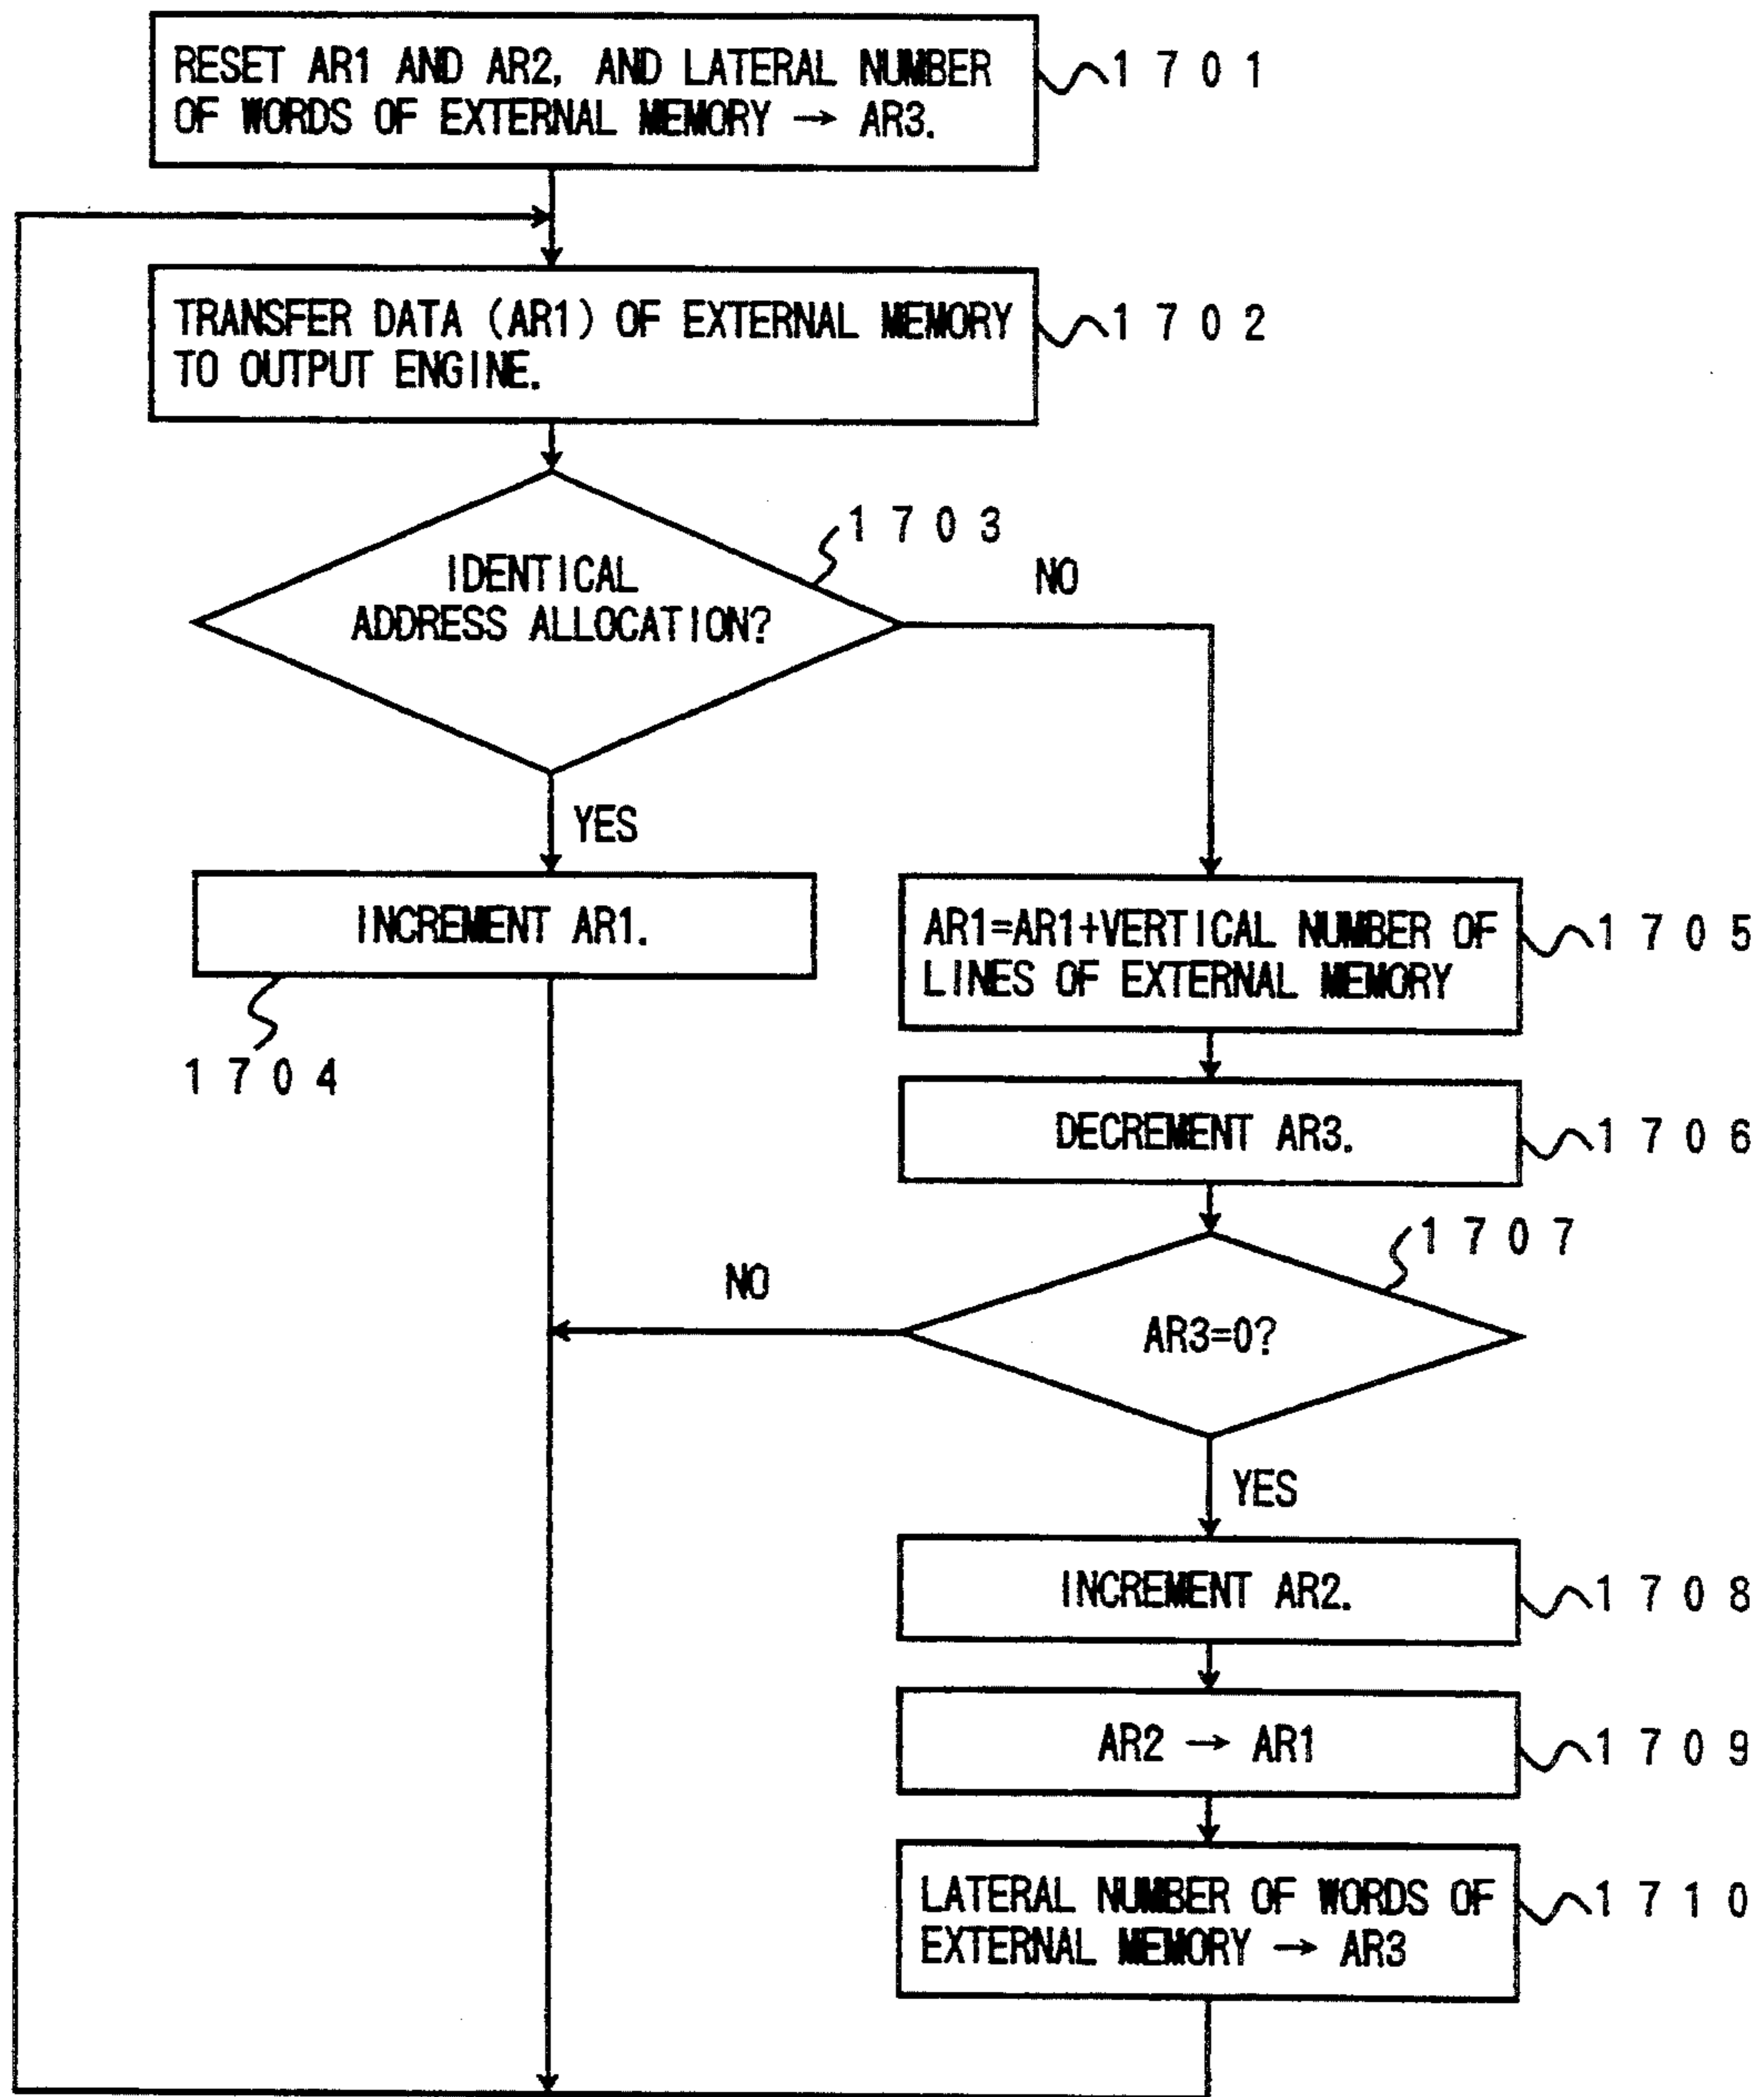 RESET AR1 AND AR2, AND LATERAL NUMBER
OF WORDS OF EXTERNAL MEMORY → AR3.
1701
TRANSFER DATA (AR1) OF EXTERNAL MEMORY
TO OUTPUT ENGINE.
1702
IDENTICAL
ADDRESS ALLOCATION?
1703
NO
YES
INCREMENT AR1.
1704
AR1=AR1+VERTICAL NUMBER OF
LINES OF EXTERNAL MEMORY
1705
DECREMENT AR3.
1706
AR3=0?
1707
NO
YES
INCREMENT AR2.
1708
AR2 → AR1
1709
LATERAL NUMBER OF WORDS OF
EXTERNAL MEMORY → AR3
1710